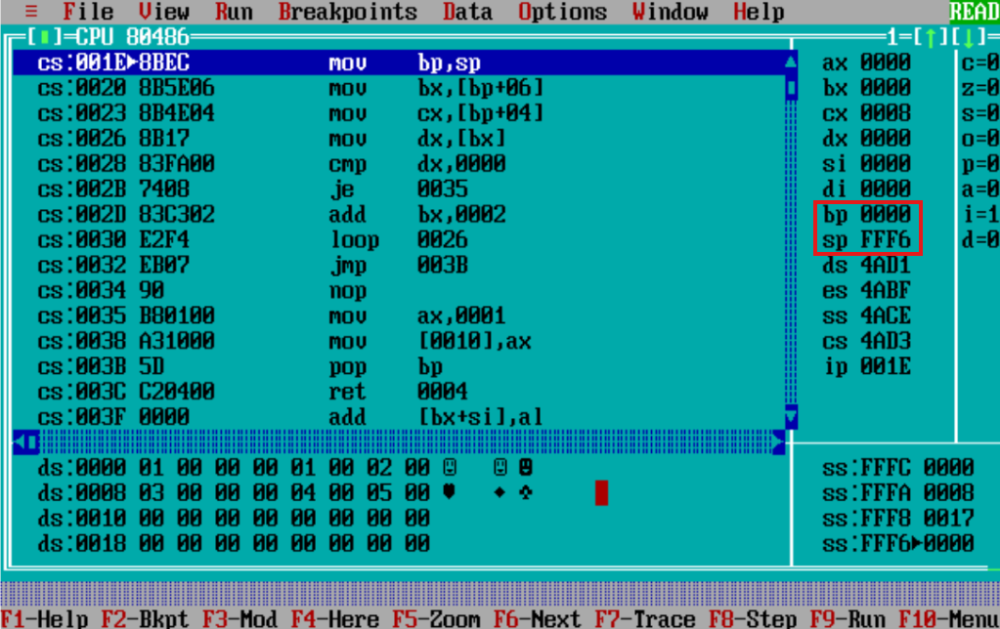 ≡ File View Run Breakpoints Data Options Window Help READ
[■]=CPU 80486 1=[↑][↓]=
cs:001E►8BEC mov bp,sp ax 0000 c=0
cs:0020 8B5E06 mov bx,[bp+06] bx 0000 z=0
cs:0023 8B4E04 mov cx,[bp+04] cx 0008 s=0
cs:0026 8B17 mov dx,[bx] dx 0000 o=0
cs:0028 83FA00 cmp dx,0000 si 0000 p=0
cs:002B 7408 je 0035 di 0000 a=0
cs:002D 83C302 add bx,0002 bp 0000 i=1
cs:0030 E2F4 loop 0026 sp FFF6 d=0
cs:0032 EB07 jmp 003B ds 4AD1
cs:0034 90 nop es 4ABF
cs:0035 B80100 mov ax,0001 ss 4ACE
cs:0038 A31000 mov [0010],ax cs 4AD3
cs:003B 5D pop bp ip 001E
cs:003C C20400 ret 0004
cs:003F 0000 add [bx+si],al
ds:0000 01 00 00 00 01 00 02 00 ☺ ☺ ☻ ss:FFFC 0000
ds:0008 03 00 00 00 04 00 05 00 ♥ ♦ ♣ ss:FFFA 0008
ds:0010 00 00 00 00 00 00 00 00 ss:FFF8 0017
ds:0018 00 00 00 00 00 00 00 00 ss:FFF6►0000
F1-Help F2-Bkpt F3-Mod F4-Here F5-Zoom F6-Next F7-Trace F8-Step F9-Run F10-Menu